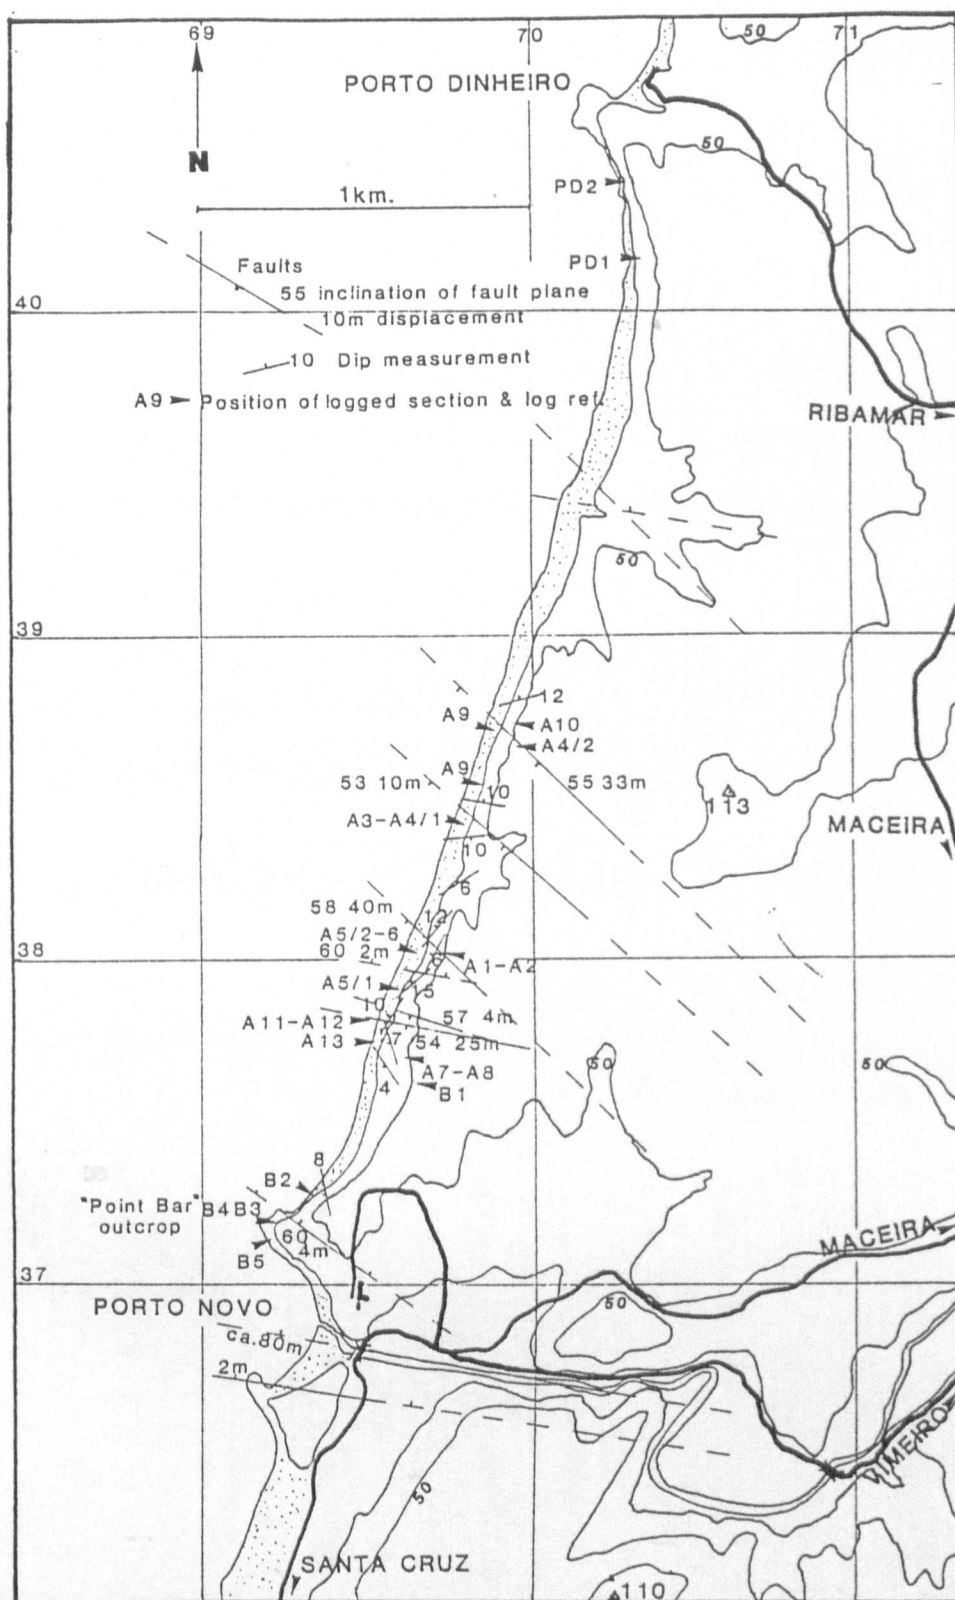 69
70
71
50
PORTO DINHEIRO
N
50
1km.
PD2
PD1
Faults
55 inclination of fault plane
10m displacement
40
10 Dip measurement
A9 Position of logged section & log ref.
RIBAMAR
50
39
12
A9
A10
A4/2
53 10m
A9
10
55 33m
113
A3-A4/1
MACEIRA
10
6
58 40m
12
A5/2-6
60 2m
38
6
A1-A2
A5/1
15
10
57 4m
A11-A12
A13
7
54 25m
A7-A8
50
50
4
B1
8
B2
"Point Bar" B4 B3
outcrop
60
4m
B5
MACEIRA
37
PORTO NOVO
50
ca.80m
2m
VIMEIRO
50
SANTA CRUZ
110